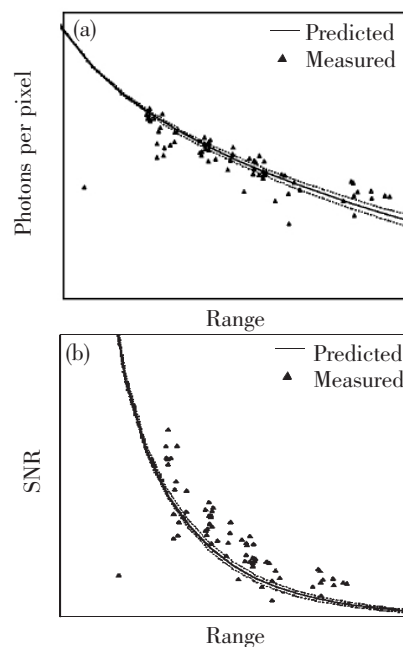 (a)
Predicted
Measured
Photons per pixel
Range
(b)
Predicted
Measured
SNR
Range